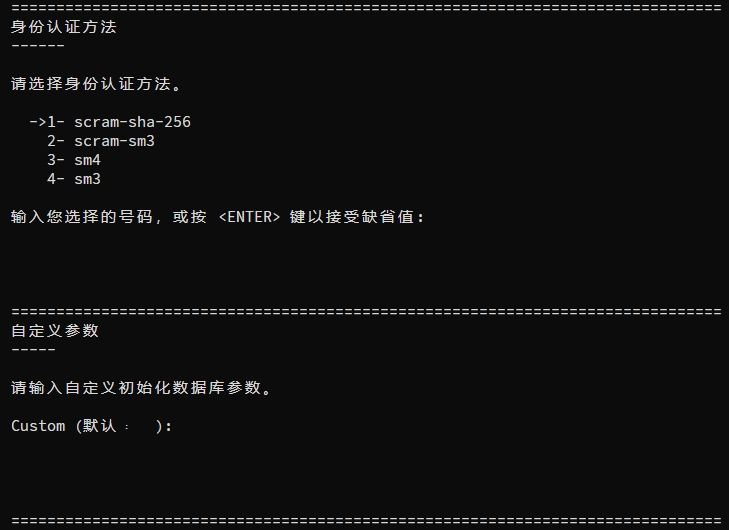 ===============================================================================
身份认证方法
------
请选择身份认证方法。
->1- scram-sha-256
2- scram-sm3
3- sm4
4- sm3
输入您选择的号码，或按 <ENTER> 键以接受缺省值：
===============================================================================
自定义参数
-----
请输入自定义初始化数据库参数。
Custom (默认： ):
===============================================================================